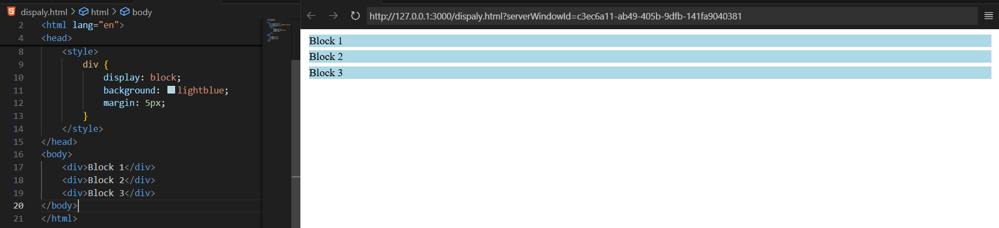 dispaly.html > html > body
2 <html lang="en">
4 <head>
8 <style>
9 div {
10 display: block;
11 background: lightblue;
12 margin: 5px;
13 }
14 </style>
15 </head>
16 <body>
17 <div>Block 1</div>
18 <div>Block 2</div>
19 <div>Block 3</div>
20 </body>
21 </html>
http://127.0.0.1:3000/dispaly.html?serverWindowId=c3ec6a11-ab49-405b-9dfb-141fa9040381
Block 1
Block 2
Block 3